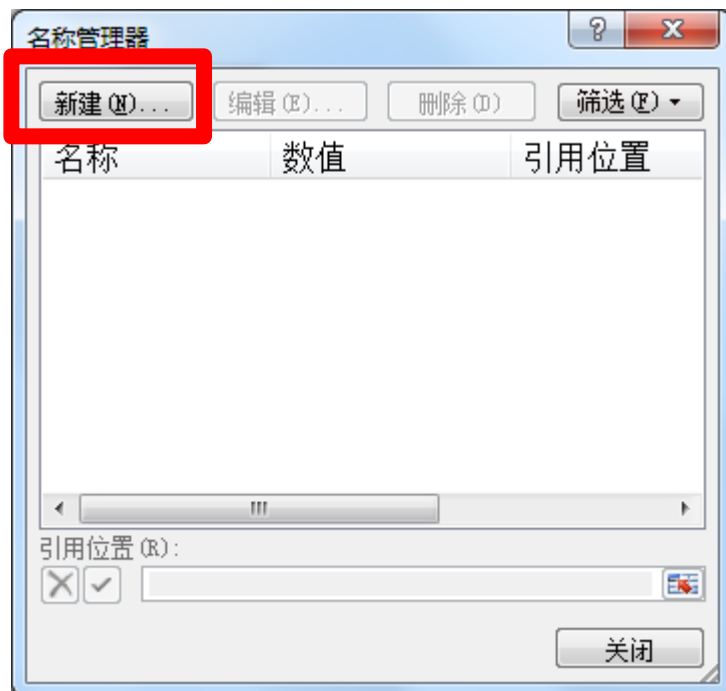 名称管理器
新建(N)... 编辑(E)... 删除(D) 筛选(F)
名称 数值 引用位置
引用位置(R):
关闭